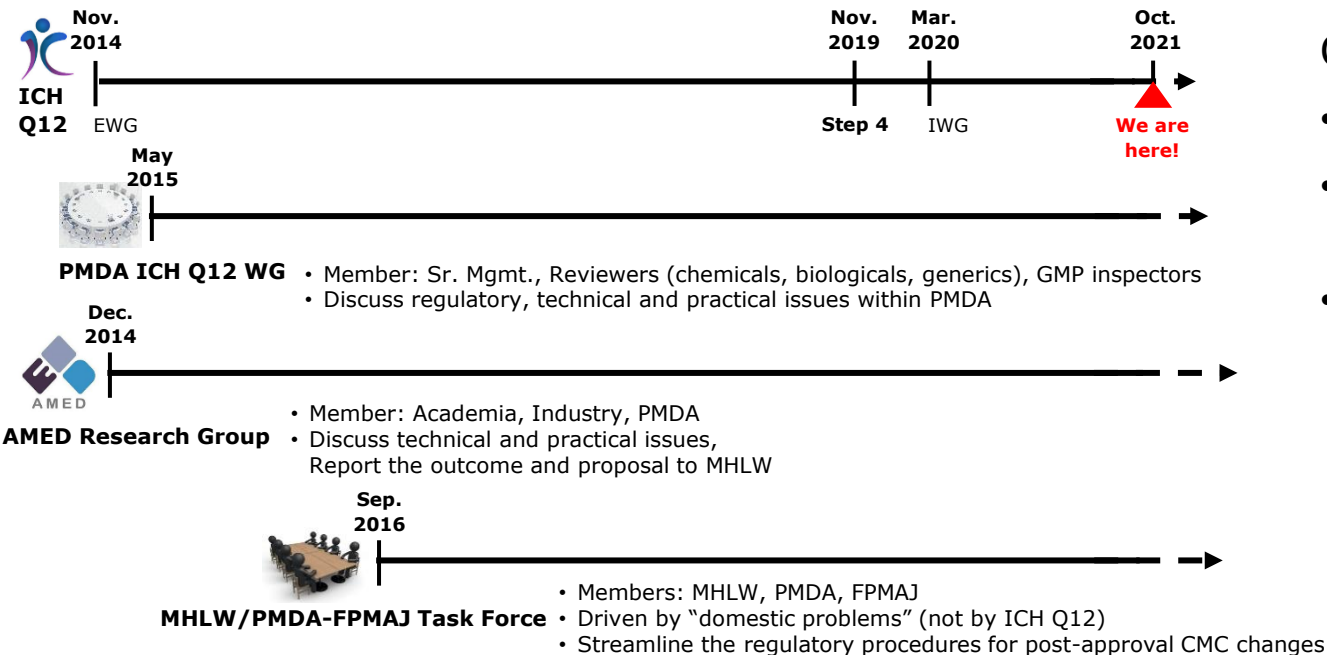 Nov.
2014
Nov.
2019
Mar.
2020
Oct.
2021
ICH
Q12
EWG
Step 4
IWG
We are
here!
May
2015
PMDA ICH Q12 WG
• Member: Sr. Mgmt., Reviewers (chemicals, biologicals, generics), GMP inspectors
• Discuss regulatory, technical and practical issues within PMDA
Dec.
2014
AMED
AMED Research Group
• Member: Academia, Industry, PMDA
• Discuss technical and practical issues,
Report the outcome and proposal to MHLW
Sep.
2016
MHLW/PMDA-FPMAJ Task Force
• Members: MHLW, PMDA, FPMAJ
• Driven by “domestic problems” (not by ICH Q12)
• Streamline the regulatory procedures for post-approval CMC changes